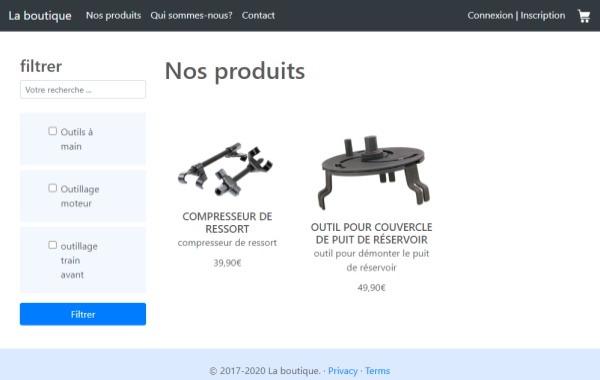 La boutique Nos produits Qui sommes-nous? Contact Connexion | Inscription
filtrer
Votre recherche ...
Outils à
main
Outillage
moteur
outillage
train
avant
Filtrer
Nos produits
COMPRESSEUR DE
RESSORT
compresseur de ressort
39,90€
OUTIL POUR COUVERCLE
DE PUIT DE RÉSERVOIR
outil pour démonter le puit
de réservoir
49,90€
© 2017-2020 La boutique. · Privacy · Terms